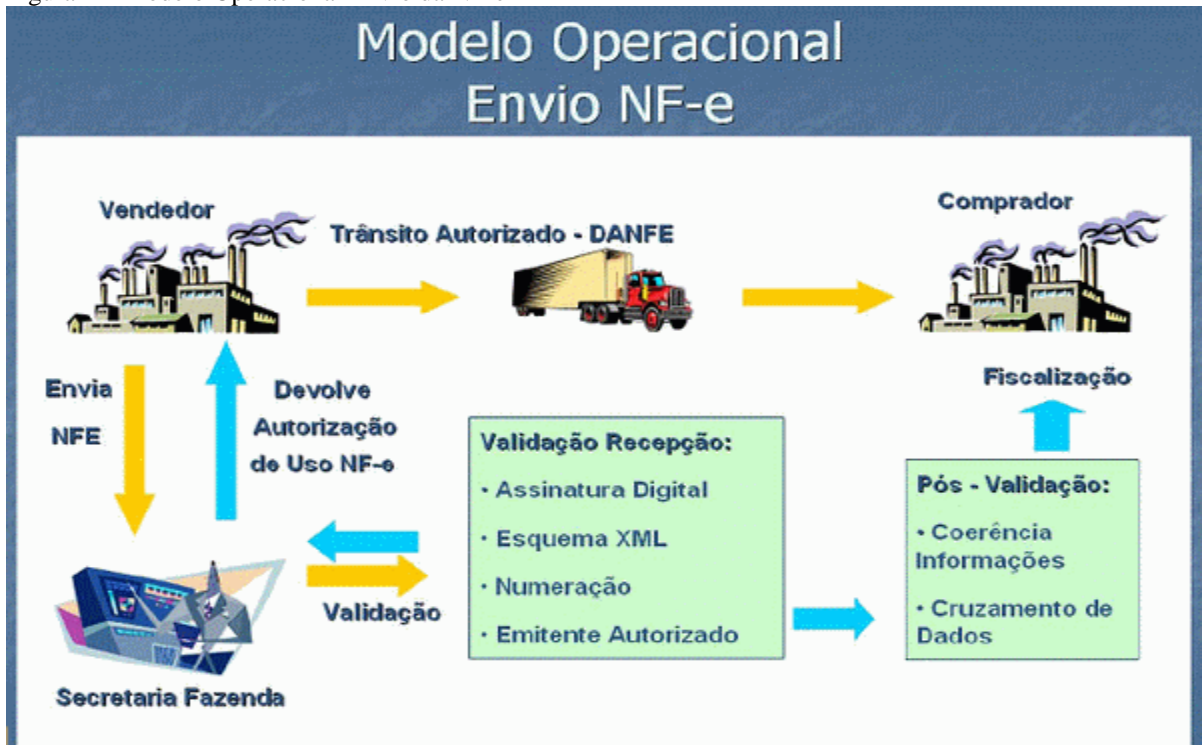 Modelo Operacional
Envio NF-e
Vendedor
Trânsito Autorizado - DANFE
Comprador
Envia
NFE
Devolve
Autorização
de Uso NF-e
Fiscalização
Validação Recepção:
• Assinatura Digital
• Esquema XML
• Numeração
• Emitente Autorizado
Pós - Validação:
• Coerência
Informações
• Cruzamento de
Dados
Validação
Secretaria Fazenda